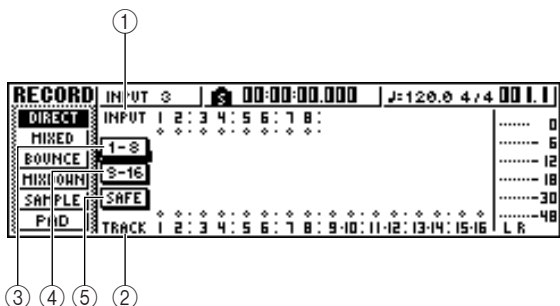 ①
RECORD INPUT 3 S 00:00:00.000 ♩=120.0 4/4 001.1
DIRECT INPUT 1 2 3 4 5 6 7 8
MIXED
BOUNCE
MIXDOWN
SAMPLE
PAD
1-8
9-16
SAFE
TRACK 1 2 3 4 5 6 7 8 9·10 11·12 13·14 15·16
0
6
12
18
30
48
L R
③ ④ ⑤ ②